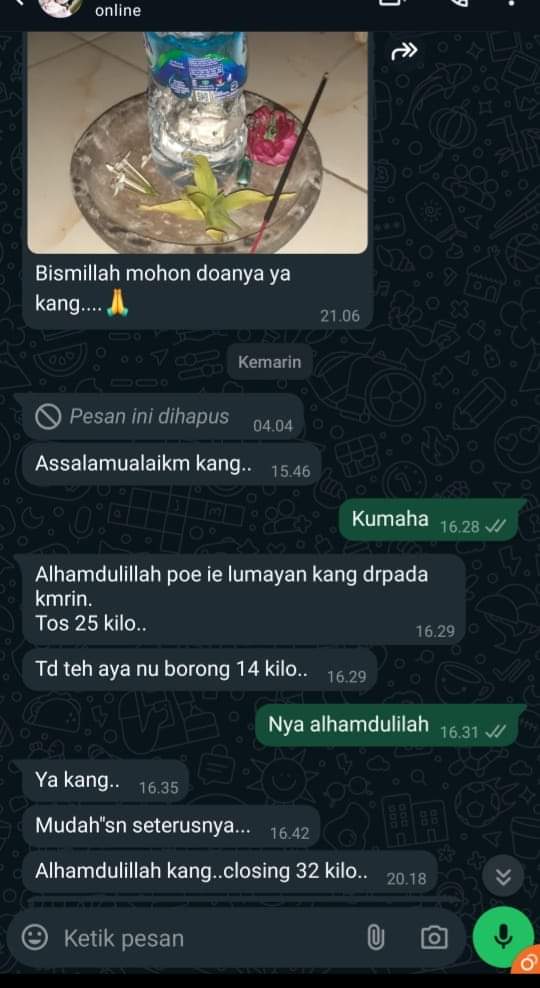 online
Bismillah mohon doanya ya
kang....🙏
21.06
Kemarin
Pesan ini dihapus 04.04
Assalamualaikm kang.. 15.46
Kumaha 16.28
Alhamdulillah poe ie lumayan kang drpada
kmrin.
Tos 25 kilo..
16.29
Td teh aya nu borong 14 kilo.. 16.29
Nya alhamdulilah 16.31
Ya kang.. 16.35
Mudah"sn seterusnya... 16.42
Alhamdulillah kang..closing 32 kilo.. 20.18
Ketik pesan